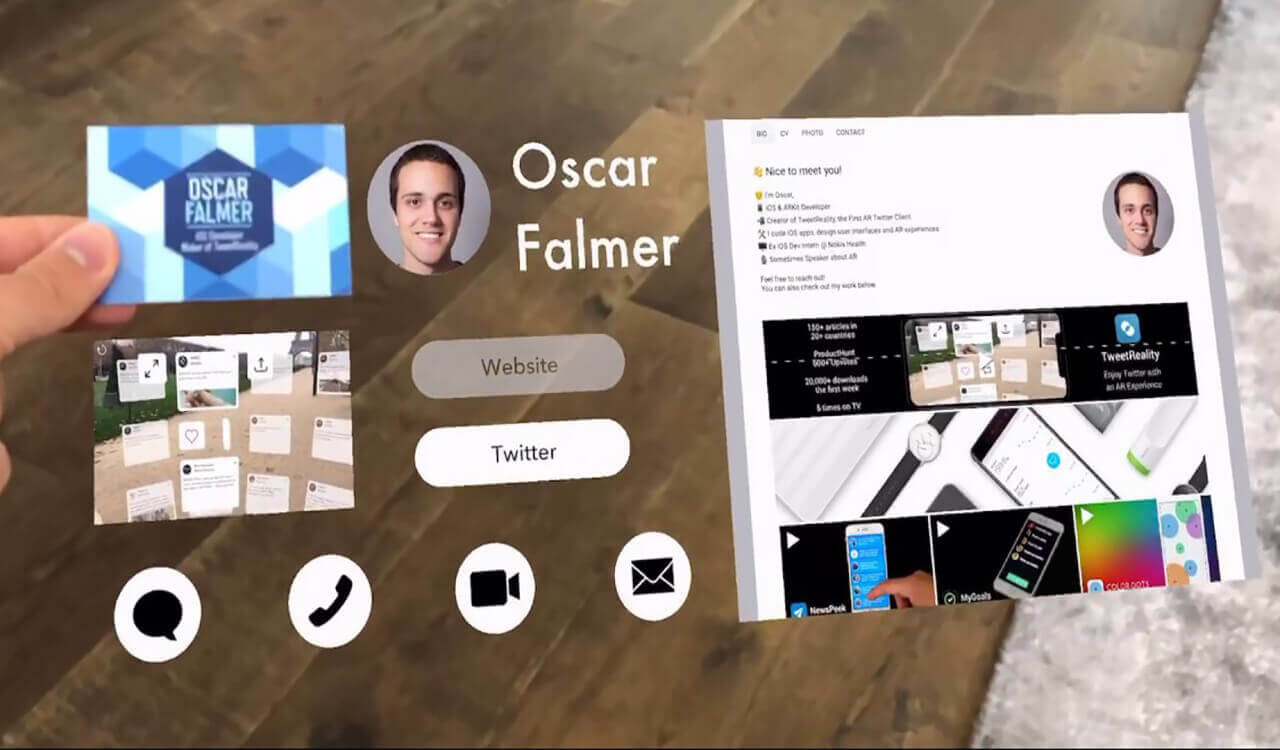 OSCAR
FALMER
iOS Developer
Maker of TweetReality
Oscar
Falmer
Website
Twitter
BIO CV PHOTO CONTACT
👋 Nice to meet you!
I'm Oscar,
iOS & ARKit Developer
Creator of TweetReality, the First AR Twitter Client
I code iOS apps, design user interfaces and AR experiences
Ex iOS Dev Intern @ Nokia Health
Sometimes Speaker about AR
Feel free to reach out!
You can also check out my work below.
150+ articles in
20+ countries
ProductHunt
500+ Upvotes
20,000+ downloads
the first week
5 times on TV
TweetReality
Enjoy Twitter with
an AR Experience
NewsPeek
MyGoals
COLOR DOTS